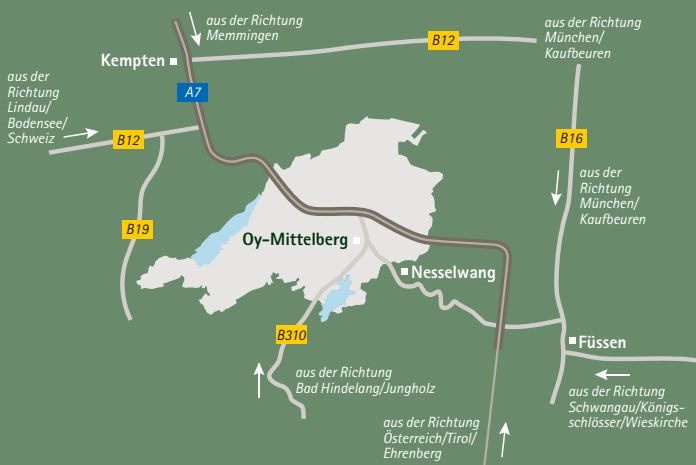 aus der Richtung
Memmingen
Kempten
B12
aus der Richtung
München/
Kaufbeuren
aus der
Richtung
Lindau/
Bodensee/
Schweiz
A7
B12
B16
aus der
Richtung
München/
Kaufbeuren
B19
Oy-Mittelberg
Nesselwang
B310
Füssen
aus der Richtung
Bad Hindelang/Jungholz
aus der Richtung
Schwangau/Königs-
schlösser/Wieskirche
aus der Richtung
Österreich/Tirol/
Ehrenberg